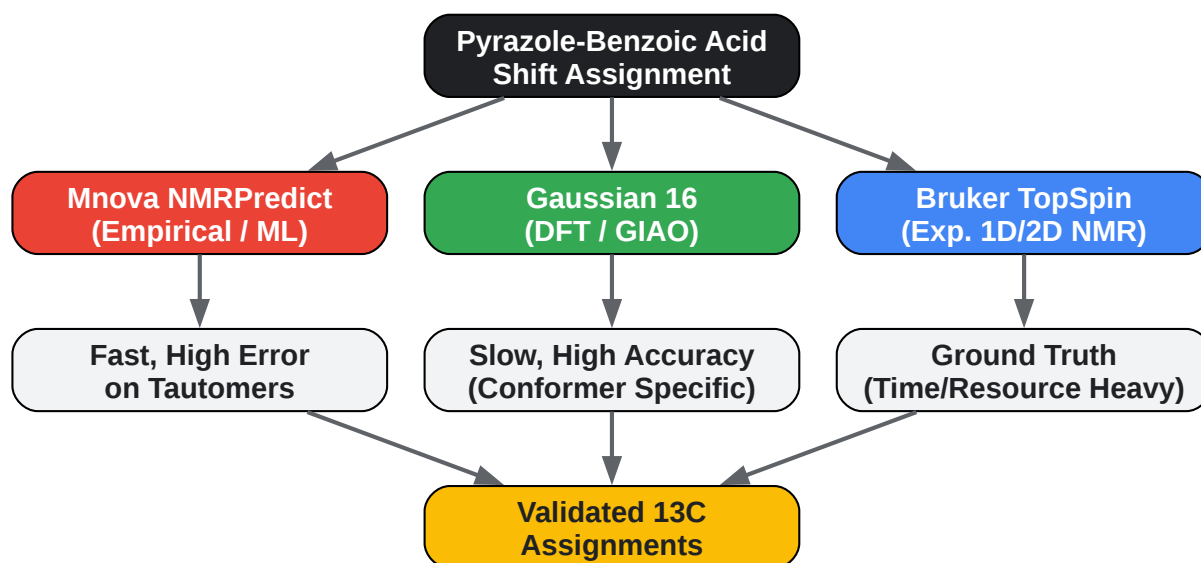 Pyrazole-Benzoic Acid
Shift Assignment
Mnova NMRPredict
(Empirical / ML)
Gaussian 16
(DFT / GIAO)
Bruker TopSpin
(Exp. 1D/2D NMR)
Fast, High Error
on Tautomers
Slow, High Accuracy
(Conformer Specific)
Ground Truth
(Time/Resource Heavy)
Validated 13C
Assignments